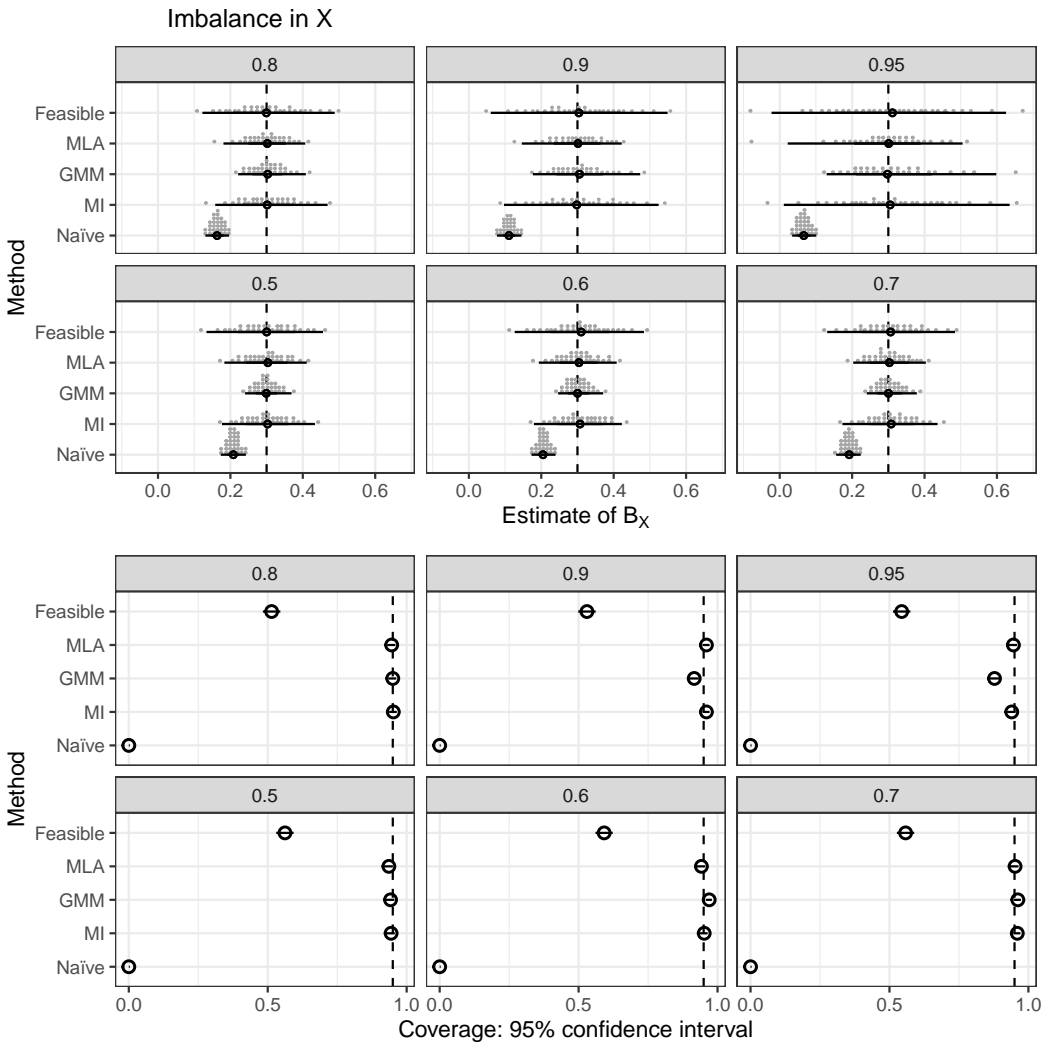 Imbalance in X
0.8 0.9 0.95
Feasible
MLA
GMM
MI
Naïve
Method
0.5 0.6 0.7
Feasible
MLA
GMM
MI
Naïve
0.0 0.2 0.4 0.6 0.0 0.2 0.4 0.6 0.0 0.2 0.4 0.6
Estimate of BX
0.8 0.9 0.95
Feasible
MLA
GMM
MI
Naïve
Method
0.5 0.6 0.7
Feasible
MLA
GMM
MI
Naïve
0.0 0.5 1.0 0.0 0.5 1.0 0.0 0.5 1.0
Coverage: 95% confidence interval